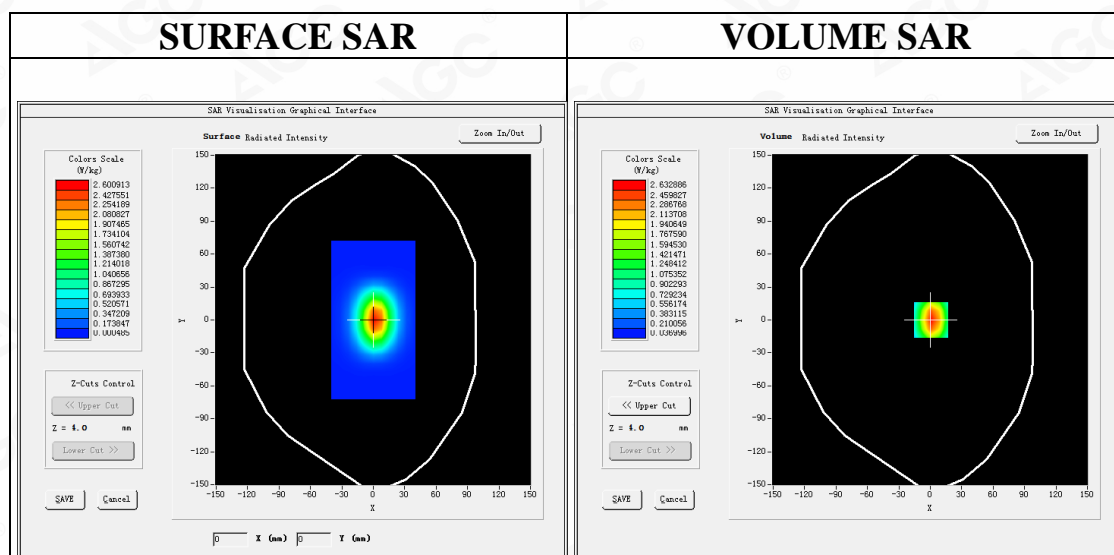 SURFACE SAR
VOLUME SAR
SAR Visualisation Graphical Interface
Surface Radiated Intensity
Zoom In/Out
Colors Scale
(W/kg)
2.600913
2.427551
2.254189
2.080827
1.907465
1.734104
1.560742
1.387380
1.214018
1.040656
0.867295
0.693933
0.520571
0.347209
0.173847
0.000485
Z-Cuts Control
<< Upper Cut
Z = 4.0 mm
Lower Cut >>
SAVE
Cancel
150
120
90
60
30
0
-30
-60
-90
-120
-150
Y
-150 -120 -90 -60 -30 0 30 60 90 120 150
X
0 X (mm) 0 Y (mm)
SAR Visualisation Graphical Interface
Volume Radiated Intensity
Zoom In/Out
Colors Scale
(W/kg)
2.632886
2.459827
2.286768
2.113708
1.940649
1.767590
1.594530
1.421471
1.248412
1.075352
0.902293
0.729234
0.556174
0.383115
0.210056
0.036996
Z-Cuts Control
<< Upper Cut
Z = 4.0 mm
Lower Cut >>
SAVE
Cancel
150
120
90
60
30
0
-30
-60
-90
-120
-150
Y
-150 -120 -90 -60 -30 0 30 60 90 120 150
X
AGC